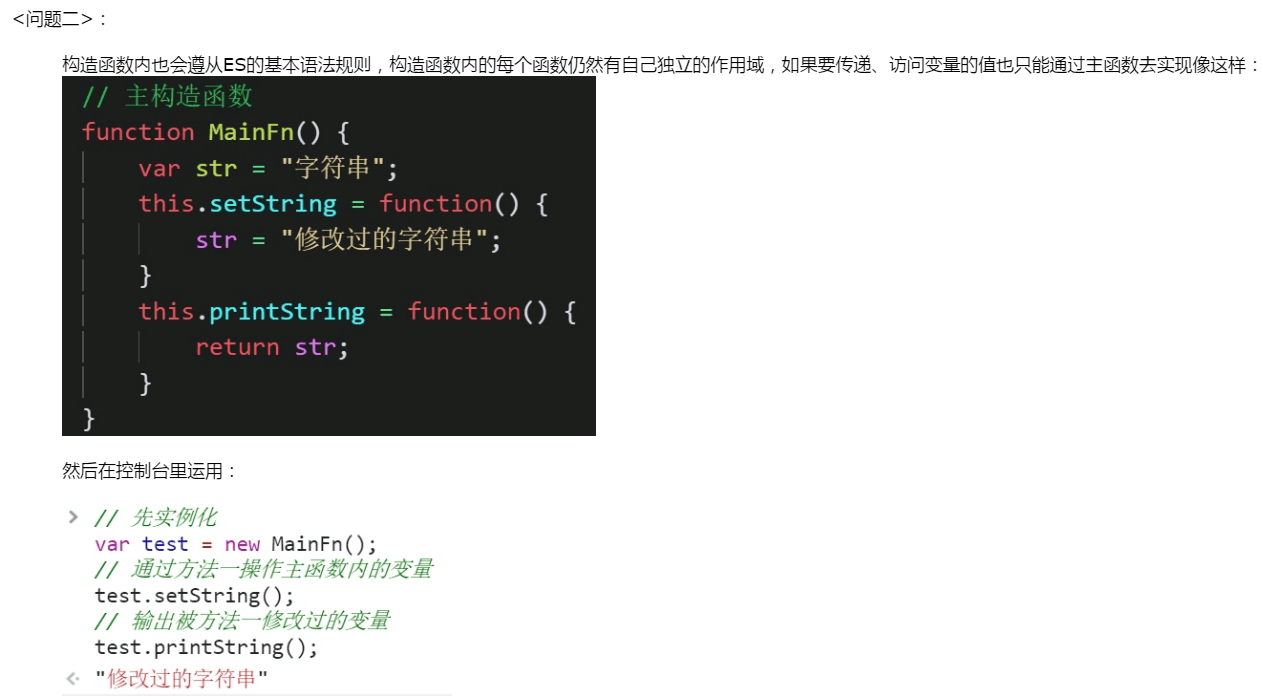 <问题二>：
构造函数内也会遵从ES的基本语法规则，构造函数内的每个函数仍然有自己独立的作用域，如果要传递、访问变量的值也只能通过主函数去实现像这样：
// 主构造函数
function MainFn() {
var str = "字符串";
this.setString = function() {
str = "修改过的字符串";
}
this.printString = function() {
return str;
}
}
然后在控制台里运用：
// 先实例化
var test = new MainFn();
// 通过方法一操作主函数内的变量
test.setString();
// 输出被方法一修改过的变量
test.printString();
"修改过的字符串"